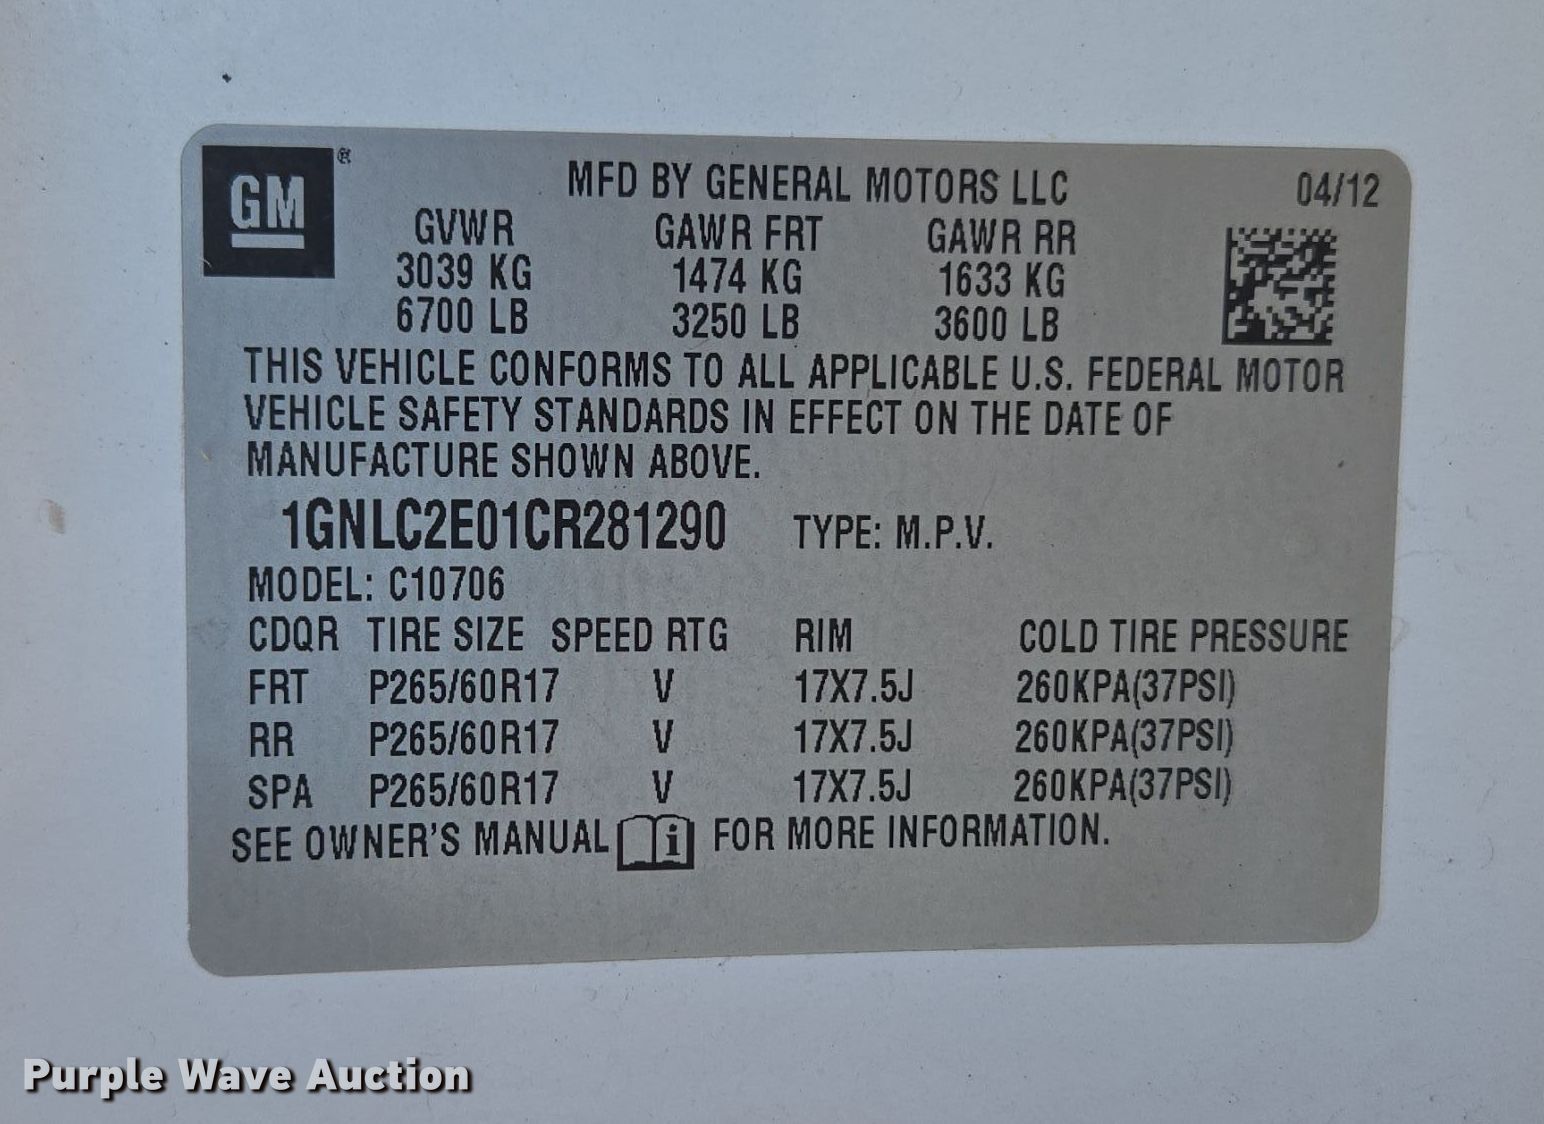 GM®
MFD BY GENERAL MOTORS LLC 04/12
GVWR GAWR FRT GAWR RR
3039 KG 1474 KG 1633 KG
6700 LB 3250 LB 3600 LB
THIS VEHICLE CONFORMS TO ALL APPLICABLE U.S. FEDERAL MOTOR
VEHICLE SAFETY STANDARDS IN EFFECT ON THE DATE OF
MANUFACTURE SHOWN ABOVE.
1GNLC2E01CR281290 TYPE: M.P.V.
MODEL: C10706
CDQR TIRE SIZE SPEED RTG RIM COLD TIRE PRESSURE
FRT P265/60R17 V 17X7.5J 260KPA(37PSI)
RR P265/60R17 V 17X7.5J 260KPA(37PSI)
SPA P265/60R17 V 17X7.5J 260KPA(37PSI)
SEE OWNER'S MANUAL i FOR MORE INFORMATION.
Purple Wave Auction